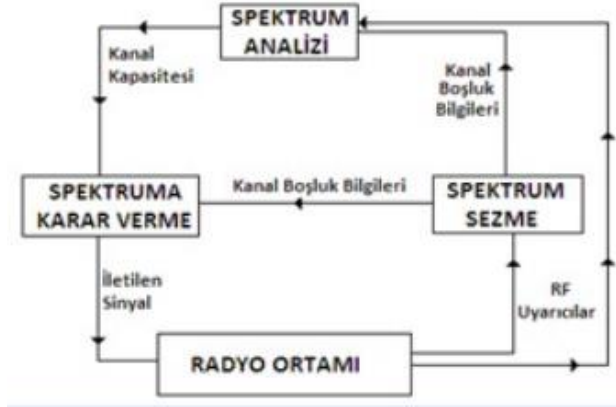 SPEKTRUM
ANALİZİ
Kanal
Kapasitesi
Kanal
Boşluk
Bilgileri
SPEKTRUMA
KARAR VERME
Kanal Boşluk Bilgileri
SPEKTRUM
SEZME
İletilen
Sinyal
RF
Uyarıcılar
RADYO ORTAMI